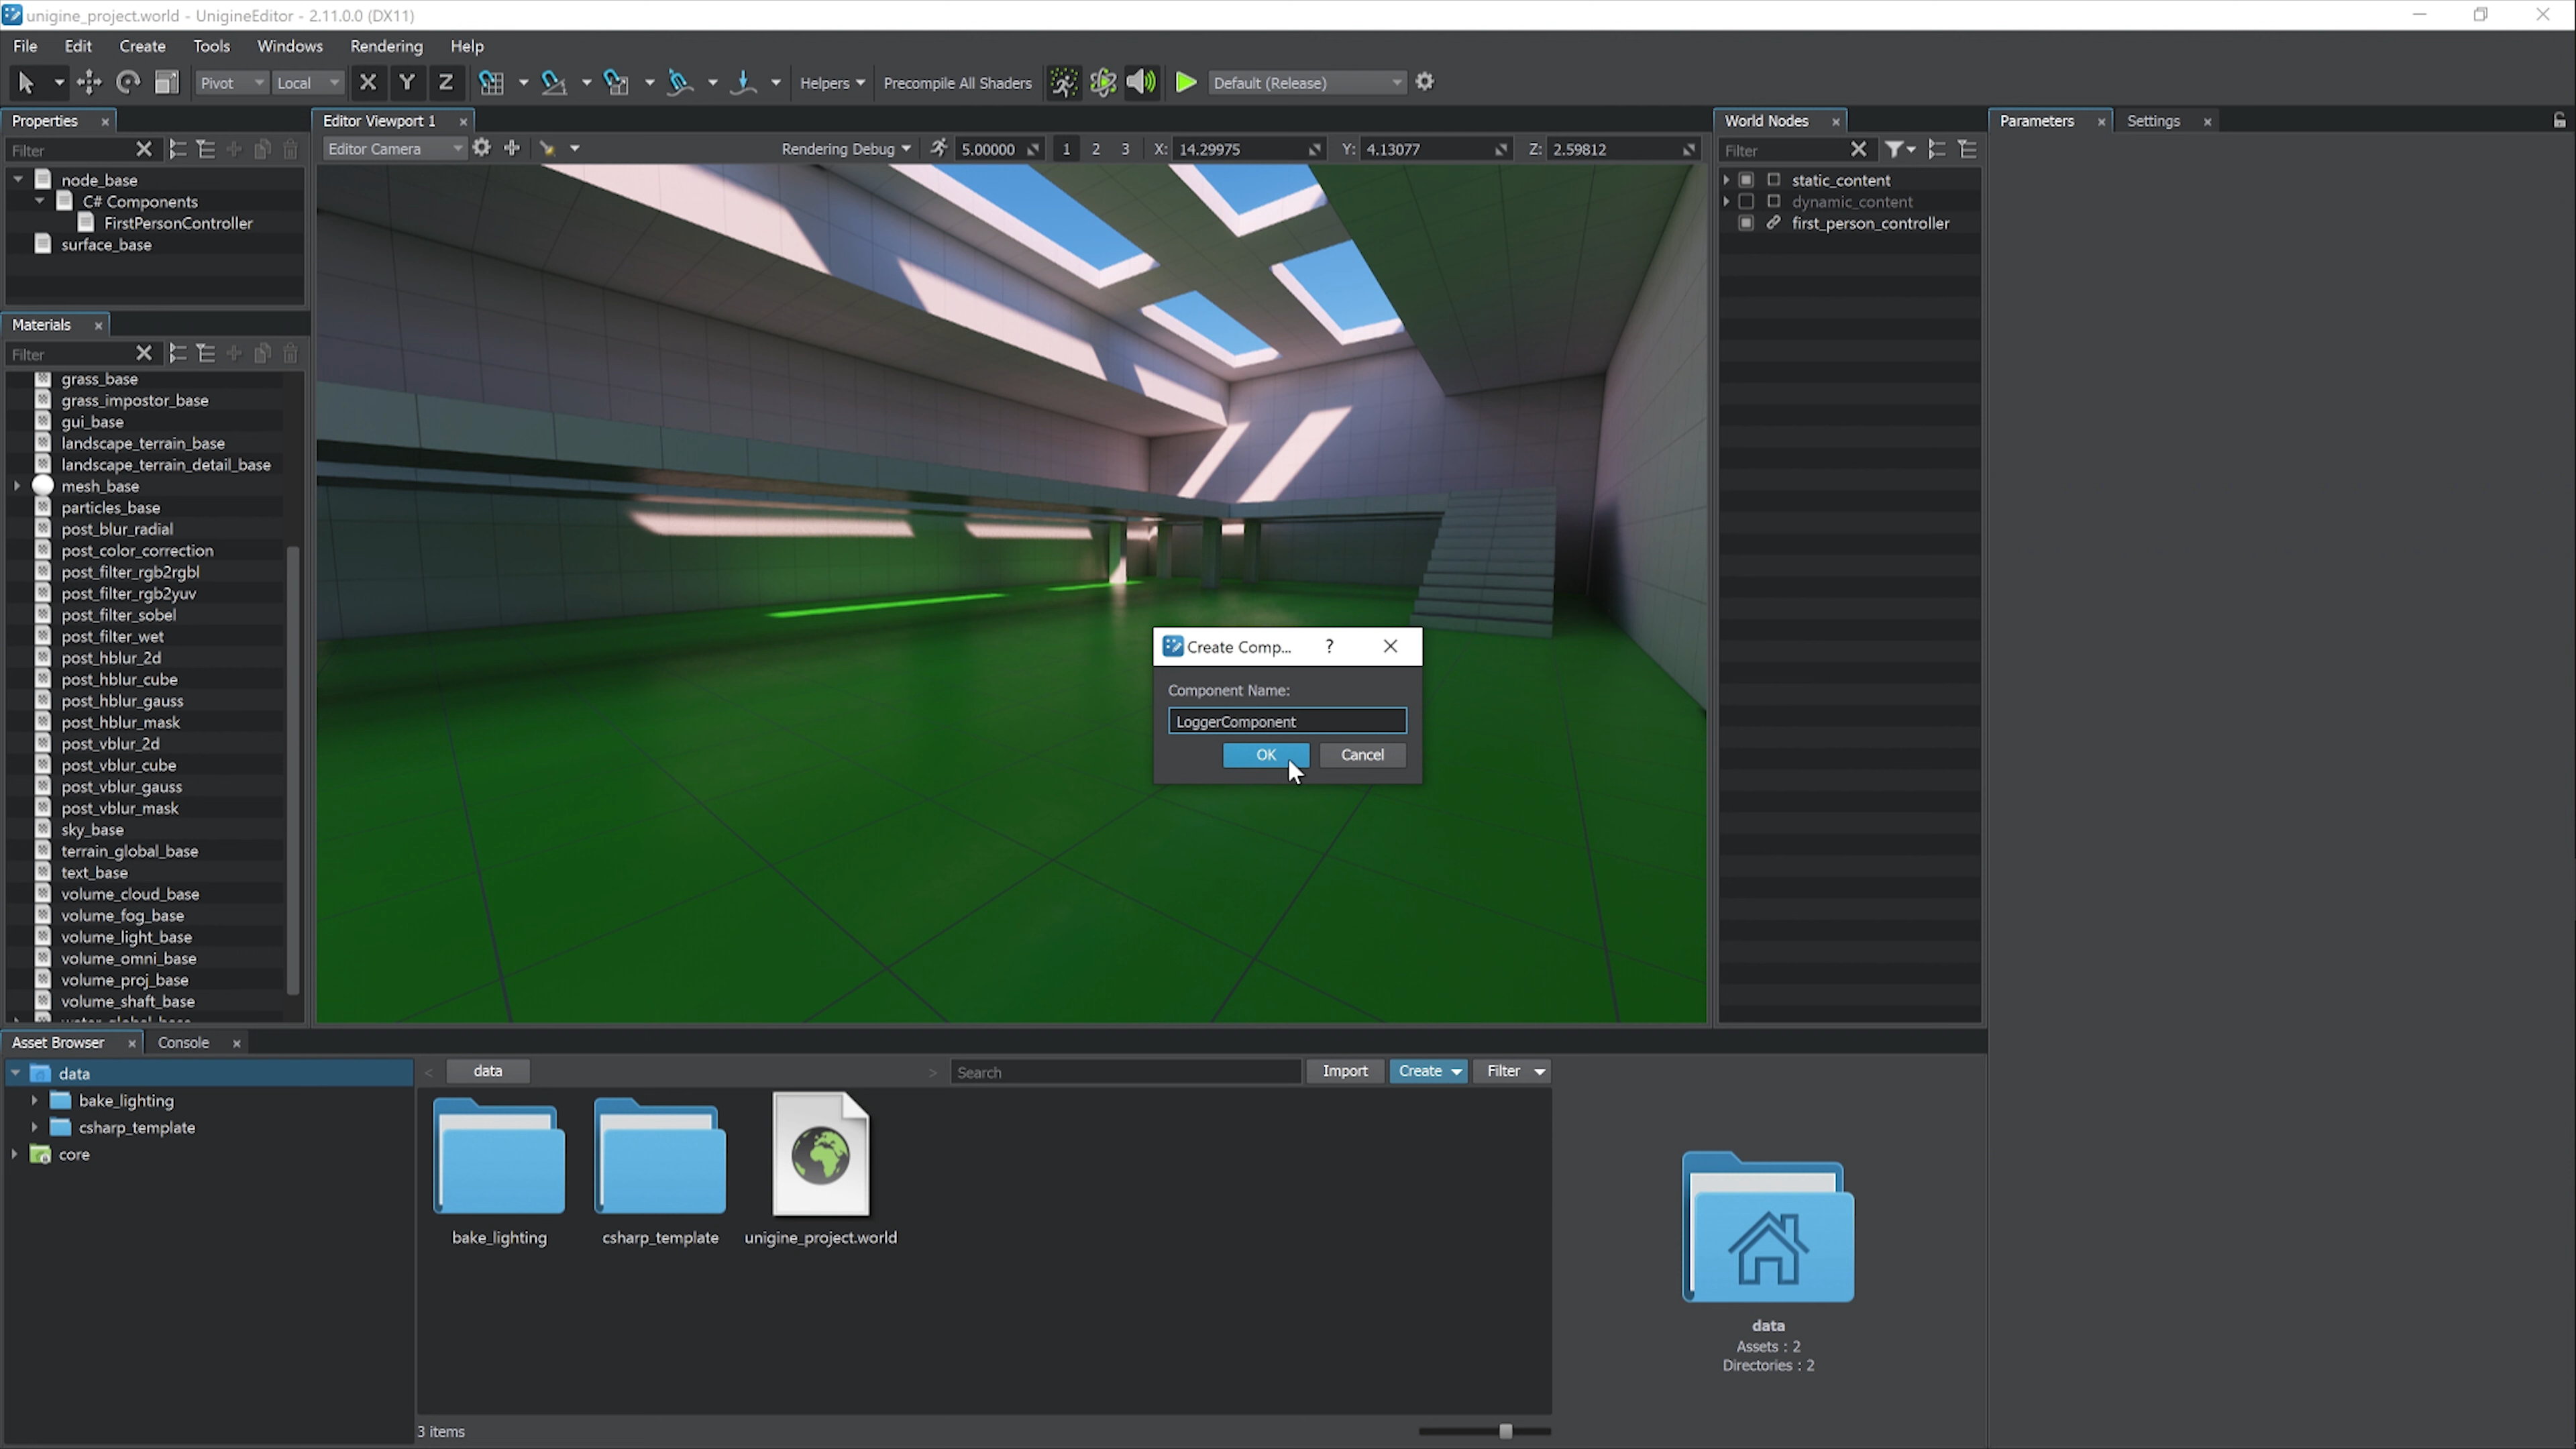 unigine_project.world - UnigineEditor - 2.11.0.0 (DX11)
File Edit Create Tools Windows Rendering Help
Pivot Local X Y Z Helpers Precompile All Shaders Default (Release)
Properties
Filter
node_base
C# Components
FirstPersonController
surface_base
Materials
Filter
grass_base
grass_impostor_base
gui_base
landscape_terrain_base
landscape_terrain_detail_base
mesh_base
particles_base
post_blur_radial
post_color_correction
post_filter_rgb2rgbl
post_filter_rgb2yuv
post_filter_sobel
post_filter_wet
post_hblur_2d
post_hblur_cube
post_hblur_gauss
post_hblur_mask
post_vblur_2d
post_vblur_cube
post_vblur_gauss
post_vblur_mask
sky_base
terrain_global_base
text_base
volume_cloud_base
volume_fog_base
volume_light_base
volume_omni_base
volume_proj_base
volume_shaft_base
Editor Viewport 1
Editor Camera Rendering Debug 5.00000 1 2 3 X: 14.29975 Y: 4.13077 Z: 2.59812
Create Comp... ?
Component Name:
LoggerComponent
OK Cancel
World Nodes
Filter
static_content
dynamic_content
first_person_controller
Parameters Settings
Asset Browser Console
data
bake_lighting
csharp_template
core
< data > Search Import Create Filter
bake_lighting csharp_template unigine_project.world
3 items
data
Assets : 2
Directories : 2